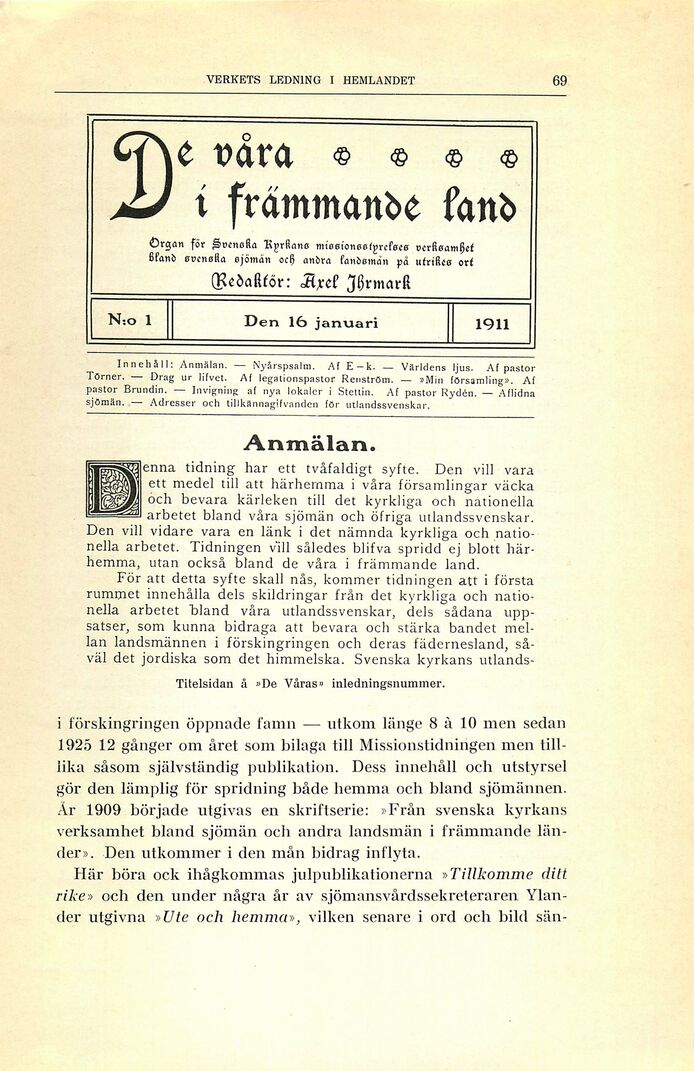 VERKETS LEDNING I HEMLANDET 69
De våra
i främmande land
Organ för Svenska Kyrkans missionsstyrelses verksamhet
bland svenska sjömän och andra landsmän på utrikes ort
Redaktör: Axel Ihrmark
N:o 1 Den 16 januari 1911
Innehåll: Anmälan. — Nyårspsalm. Af E—k. — Världens ljus. Af pastor
Törner. — Drag ur lifvet. Af legationspastor Renström. — »Min församling». Af
pastor Brundin. — Invigning af nya lokaler i Stettin. Af pastor Rydén. — Aflidna
sjömän. — Adresser och tillkännagifvanden för utlandssvenskar.
Anmälan.
Denna tidning har ett tvåfaldigt syfte. Den vill vara
ett medel till att härhemma i våra församlingar väcka
och bevara kärleken till det kyrkliga och nationella
arbetet bland våra sjömän och öfriga utlandssvenskar.
Den vill vidare vara en länk i det nämnda kyrkliga och natio-
nella arbetet. Tidningen vill således blifva spridd ej blott här-
hemma, utan också bland de våra i främmande land.
För att detta syfte skall nås, kommer tidningen att i första
rummet innehålla dels skildringar från det kyrkliga och natio-
nella arbetet bland våra utlandssvenskar, dels sådana upp-
satser, som kunna bidraga att bevara och stärka bandet mel-
lan landsmännen i förskingringen och deras fädernesland, så-
väl det jordiska som det himmelska. Svenska kyrkans utlands-
Titelsidan å »De Våras» inledningsnummer.
i förskingringen öppnade famn — utkom länge 8 à 10 men sedan
1925 12 gånger om året som bilaga till Missionstidningen men till-
lika såsom självständig publikation. Dess innehåll och utstyrsel
gör den lämplig för spridning både hemma och bland sjömännen.
År 1909 började utgivas en skriftserie: »Från svenska kyrkans
verksamhet bland sjömän och andra landsmän i främmande län-
der». Den utkommer i den mån bidrag inflyta.
Här böra ock ihågkommas julpublikationerna »Tillkomme ditt
rike» och den under några år av sjömansvårdssekreteraren Ylan-
der utgivna »Ute och hemma», vilken senare i ord och bild sän-